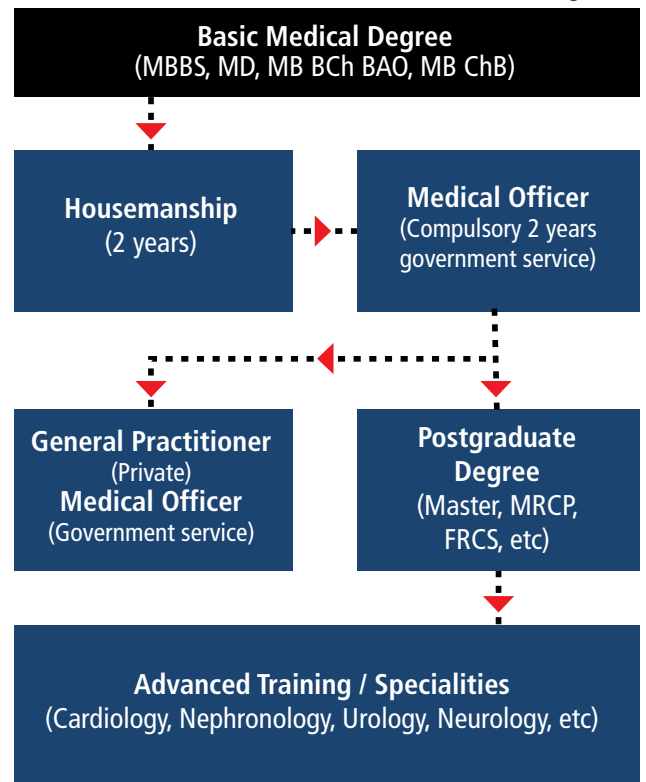 Basic Medical Degree
(MBBS, MD, MB BCh BAO, MB ChB)
Housemanship
(2 years)
Medical Officer
(Compulsory 2 years
government service)
General Practitioner
(Private)
Medical Officer
(Government service)
Postgraduate
Degree
(Master, MRCP,
FRCS, etc)
Advanced Training / Specialities
(Cardiology, Nephronology, Urology, Neurology, etc)